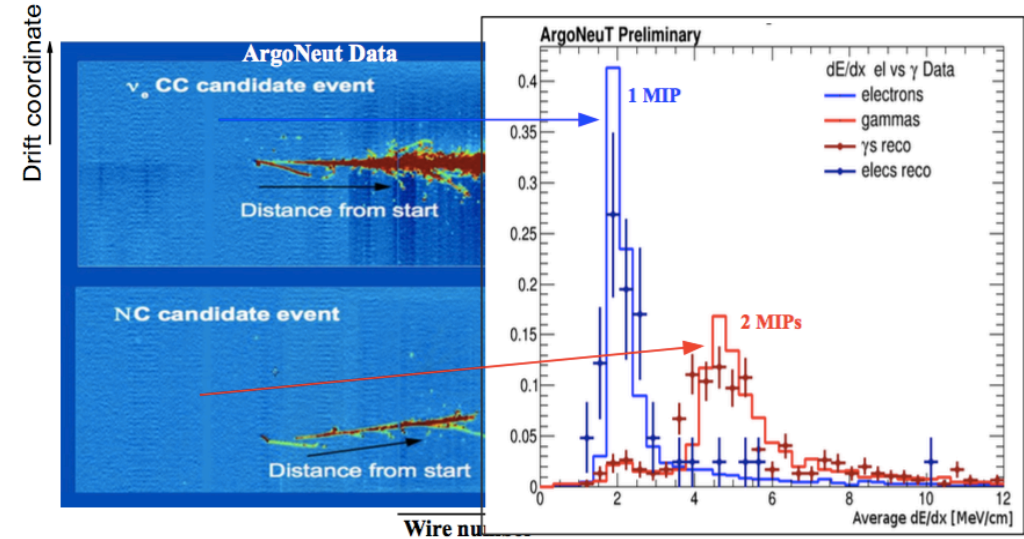 Drift coordinate
ArgoNeut Data
νe CC candidate event
Distance from start
NC candidate event
Distance from start
ArgoNeuT Preliminary
dE/dx el vs γ Data
electrons
gammas
γs reco
elecs reco
1 MIP
2 MIPs
0.4
0.35
0.3
0.25
0.2
0.15
0.1
0.05
0
0 2 4 6 8 10 12
Average dE/dx [MeV/cm]
Wire